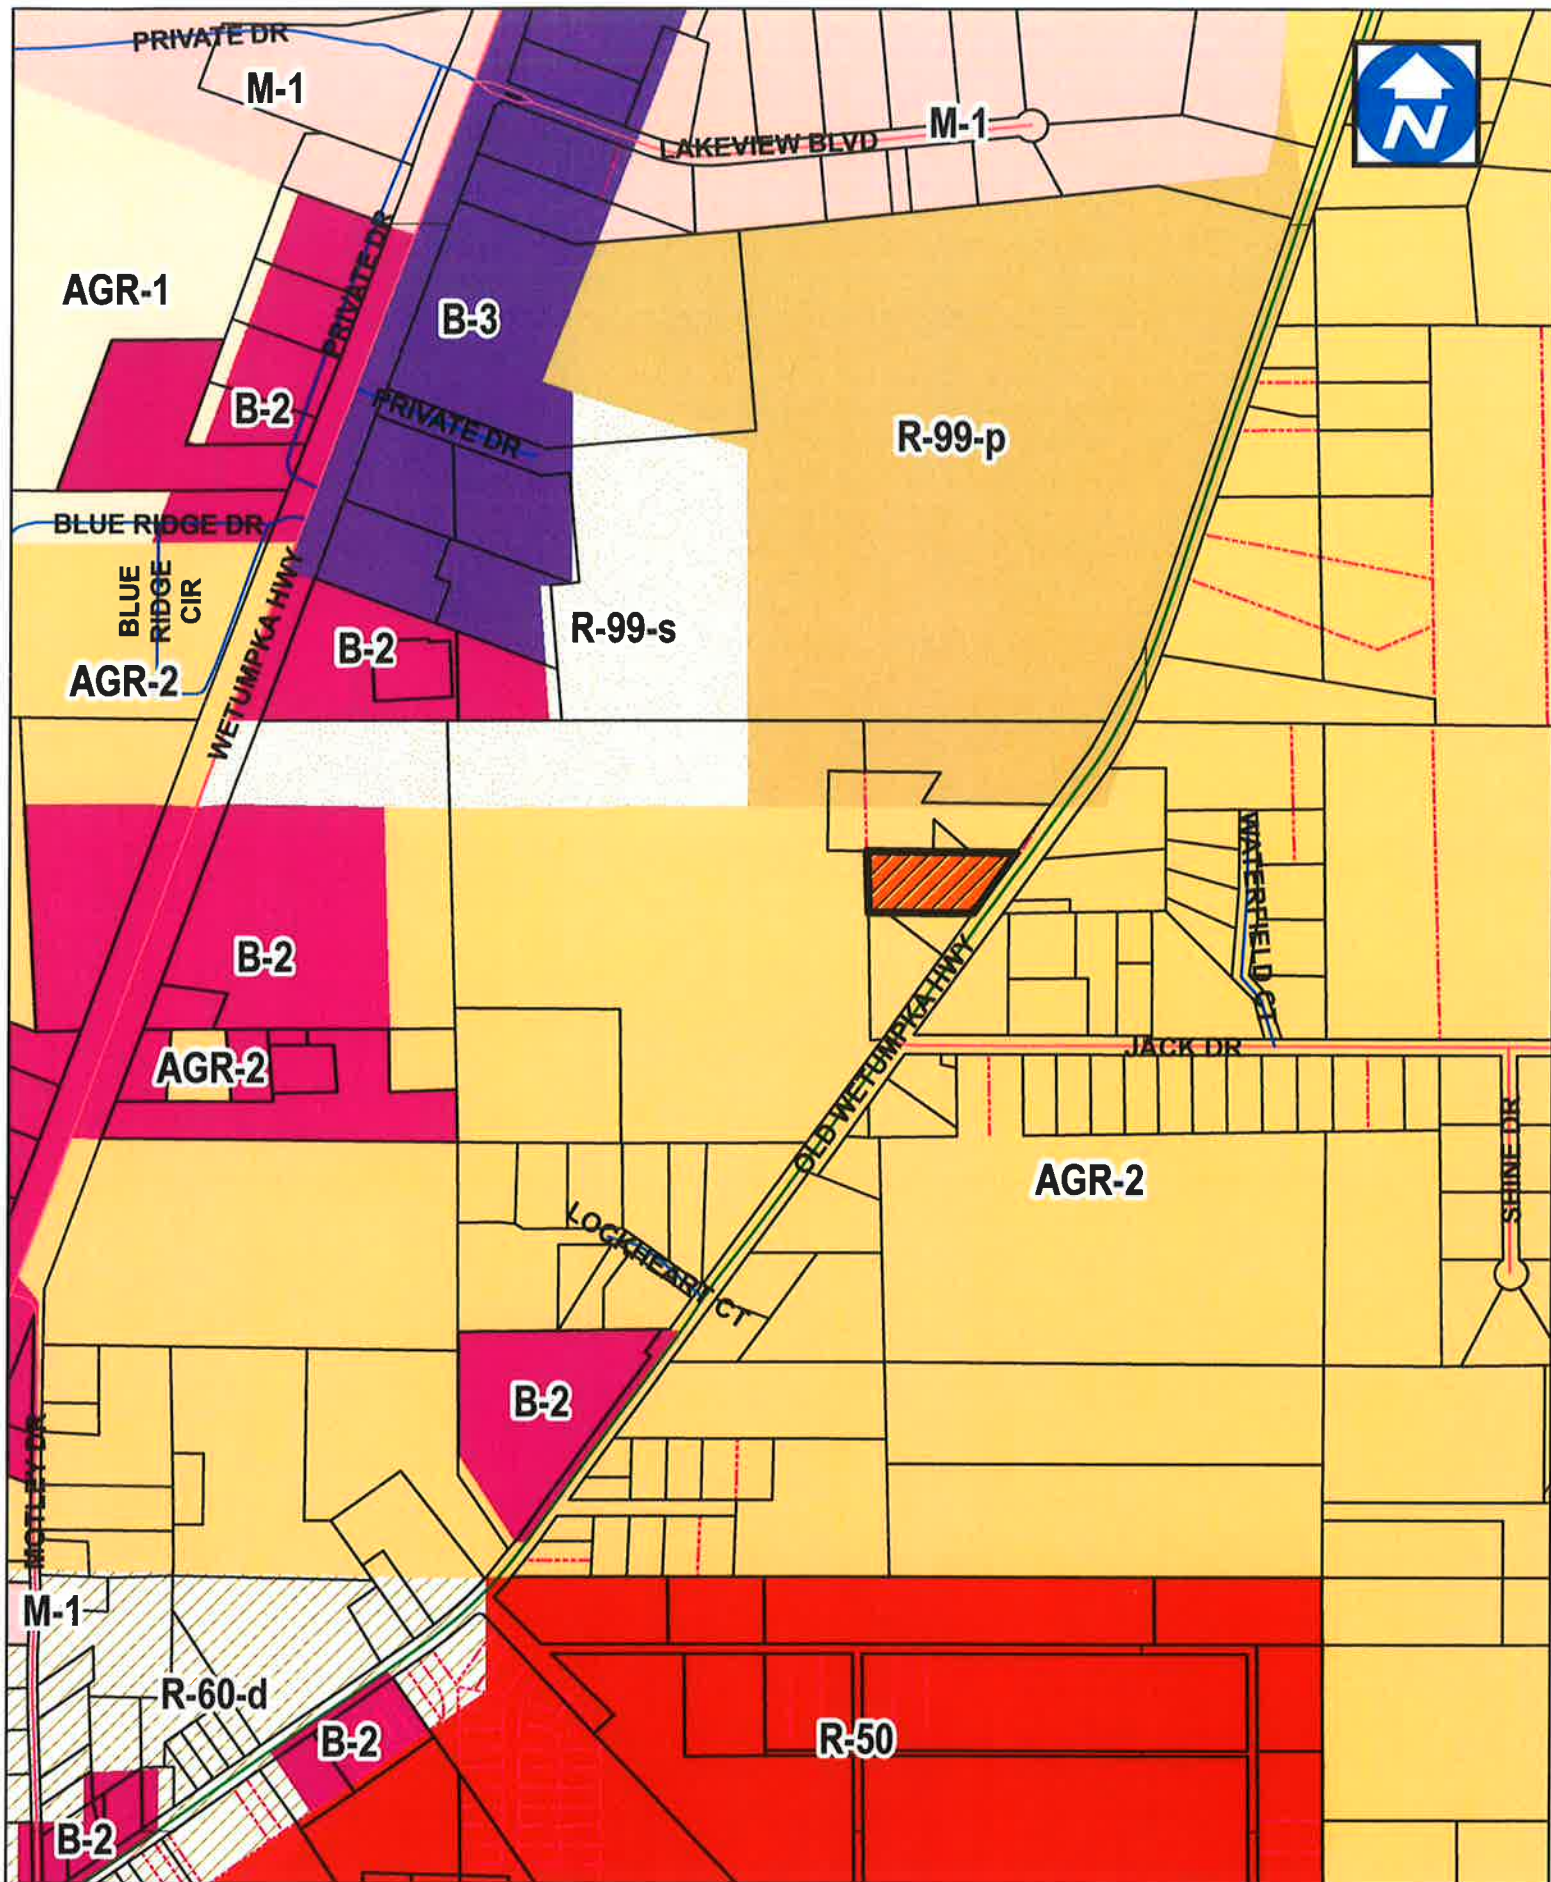 PRIVATE DR
M-1
N
LAKEVIEW BLVD
M-1
AGR-1
PRIVATE DR
B-3
B-2
PRIVATE DR
R-99-p
BLUE RIDGE DR
BLUE
RIDGE
CIR
WETUMPKA HWY
B-2
R-99-s
AGR-2
WATERFIELD CT
B-2
OLD WETUMPKA HWY
AGR-2
JACK DR
AGR-2
SHINE DR
LOCKHEART CT
B-2
MOTLEY DR
M-1
R-60-d
B-2
R-50
B-2